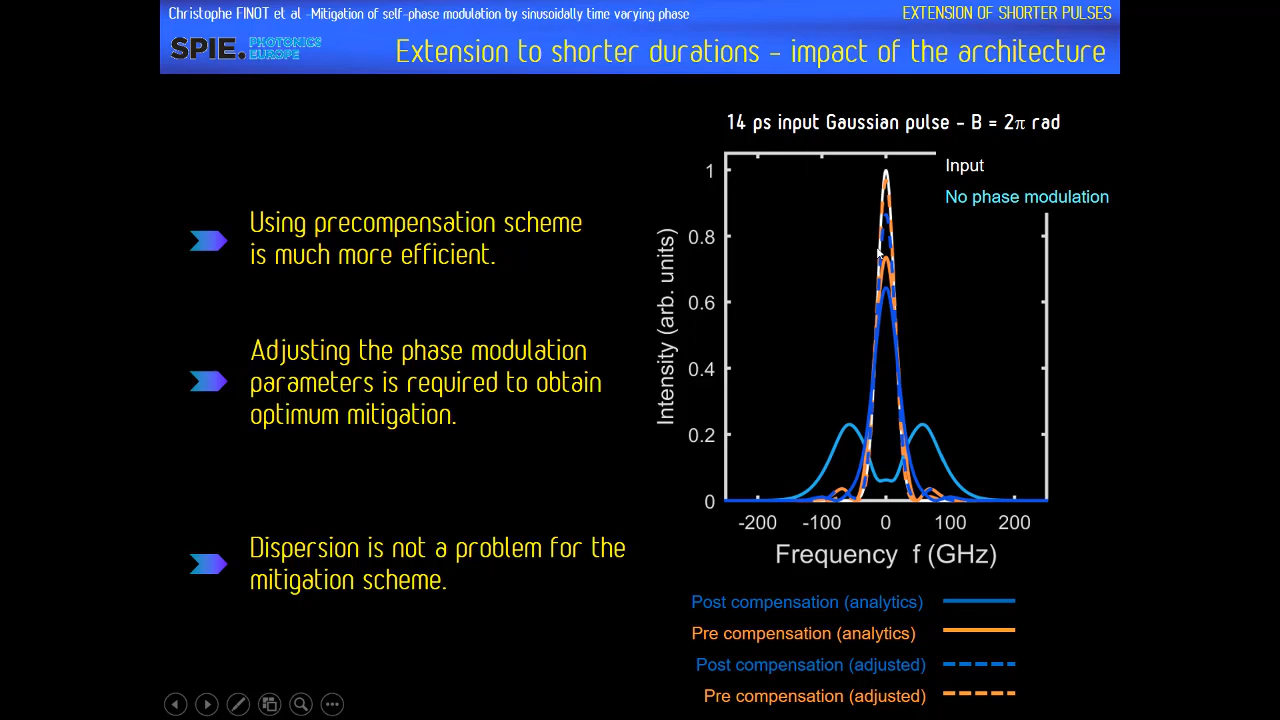 Christophe FINOT et al -Mitigation of self-phase modulation by sinusoidally time varying phase
EXTENSION OF SHORTER PULSES
SPIE. PHOTONICS
EUROPE
Extension to shorter durations - impact of the architecture
Using precompensation scheme
is much more efficient.
Adjusting the phase modulation
parameters is required to obtain
optimum mitigation.
Dispersion is not a problem for the
mitigation scheme.
14 ps input Gaussian pulse - B = 2π rad
Input
No phase modulation
Intensity (arb. units)
1
0.8
0.6
0.4
0.2
0
-200 -100 0 100 200
Frequency f (GHz)
Post compensation (analytics)
Pre compensation (analytics)
Post compensation (adjusted)
Pre compensation (adjusted)